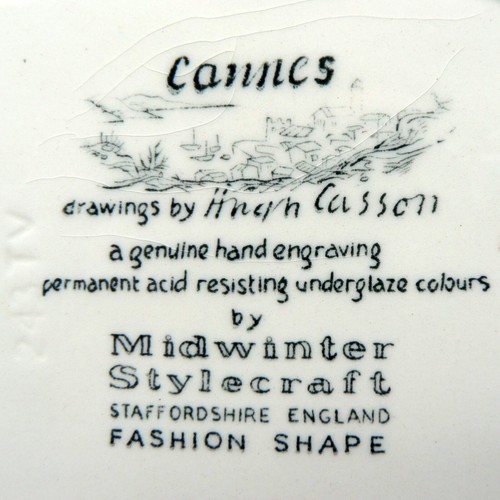 Cannes
drawings by Hugh Casson
a genuine hand engraving
permanent acid resisting underglaze colours
by
Midwinter
Stylecraft
STAFFORDSHIRE ENGLAND
FASHION SHAPE